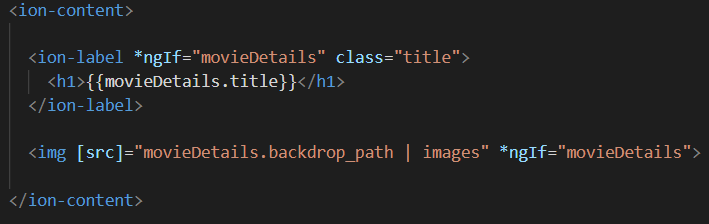 <ion-content>
<ion-label *ngIf="movieDetails" class="title">
<h1>{{movieDetails.title}}</h1>
</ion-label>
<img [src]="movieDetails.backdrop_path | images" *ngIf="movieDetails">
</ion-content>